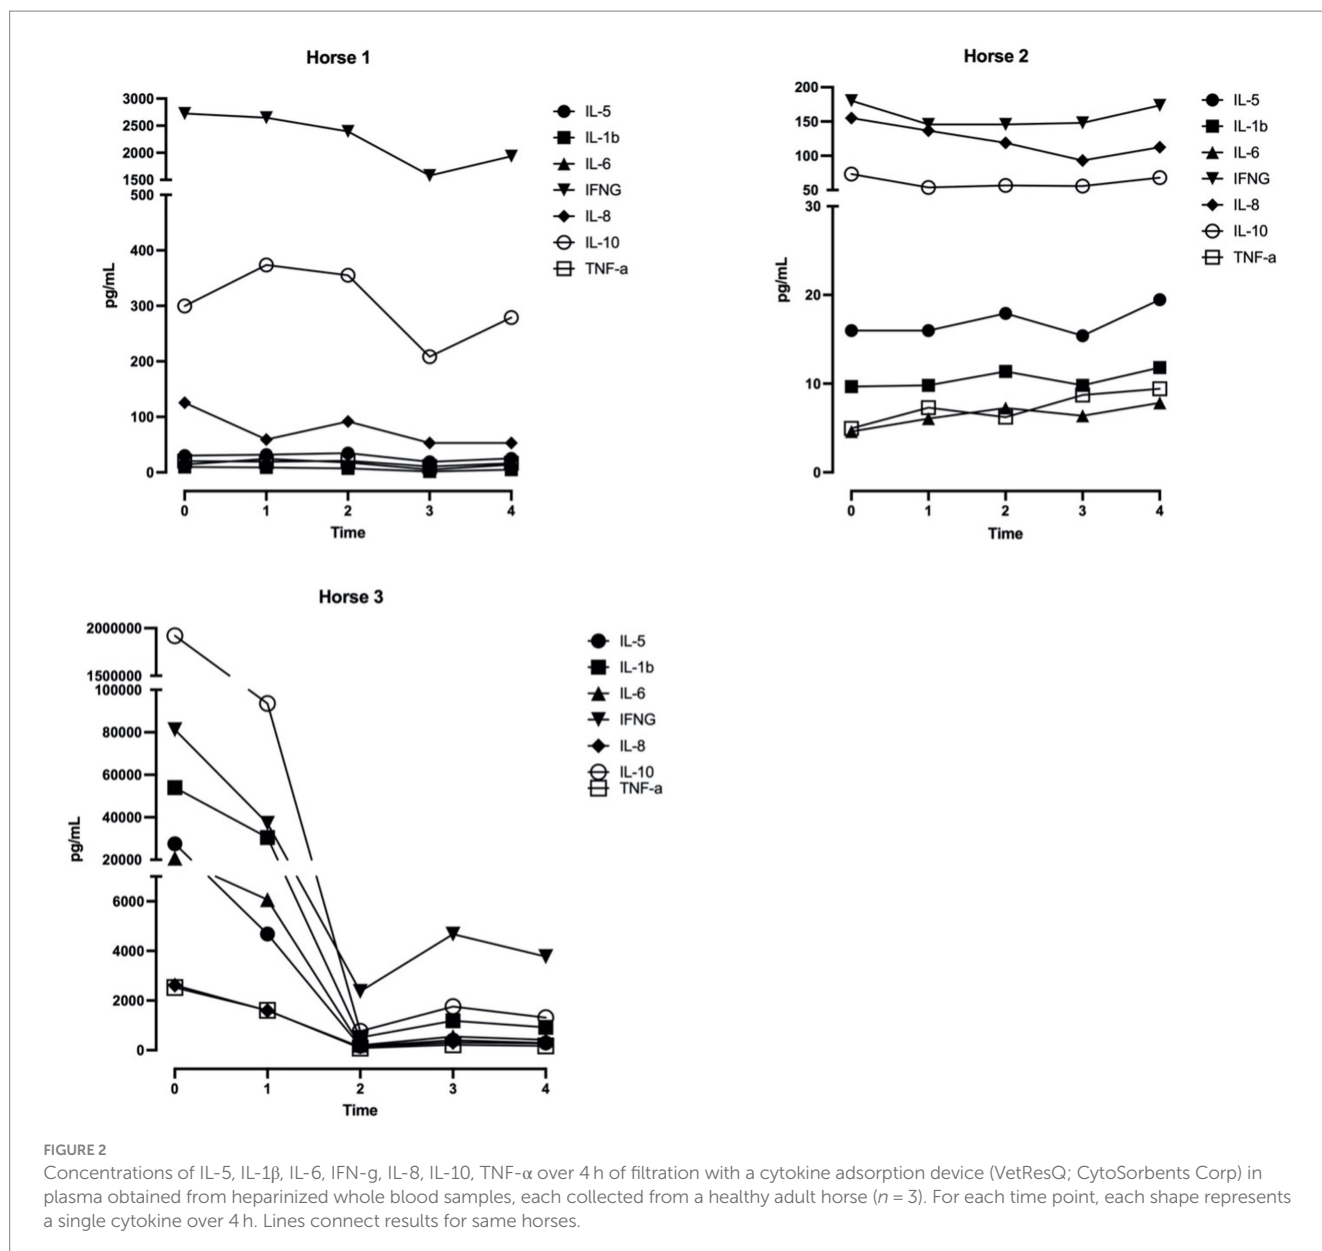 Horse 1
3000
2500
2000
1500
500
400
300
200
100
0
pg/mL
0 1 2 3 4
Time
IL-5
IL-1b
IL-6
IFNG
IL-8
IL-10
TNF-a
Horse 2
200
150
100
50
30
20
10
0
pg/mL
0 1 2 3 4
Time
IL-5
IL-1b
IL-6
IFNG
IL-8
IL-10
TNF-a
Horse 3
2000000
1500000
100000
80000
60000
40000
20000
6000
4000
2000
0
pg/mL
0 1 2 3 4
Time
IL-5
IL-1b
IL-6
IFNG
IL-8
IL-10
TNF-a
FIGURE 2
Concentrations of IL-5, IL-1β, IL-6, IFN-g, IL-8, IL-10, TNF-α over 4 h of filtration with a cytokine adsorption device (VetResQ; CytoSorbents Corp) in
plasma obtained from heparinized whole blood samples, each collected from a healthy adult horse (n = 3). For each time point, each shape represents
a single cytokine over 4 h. Lines connect results for same horses.